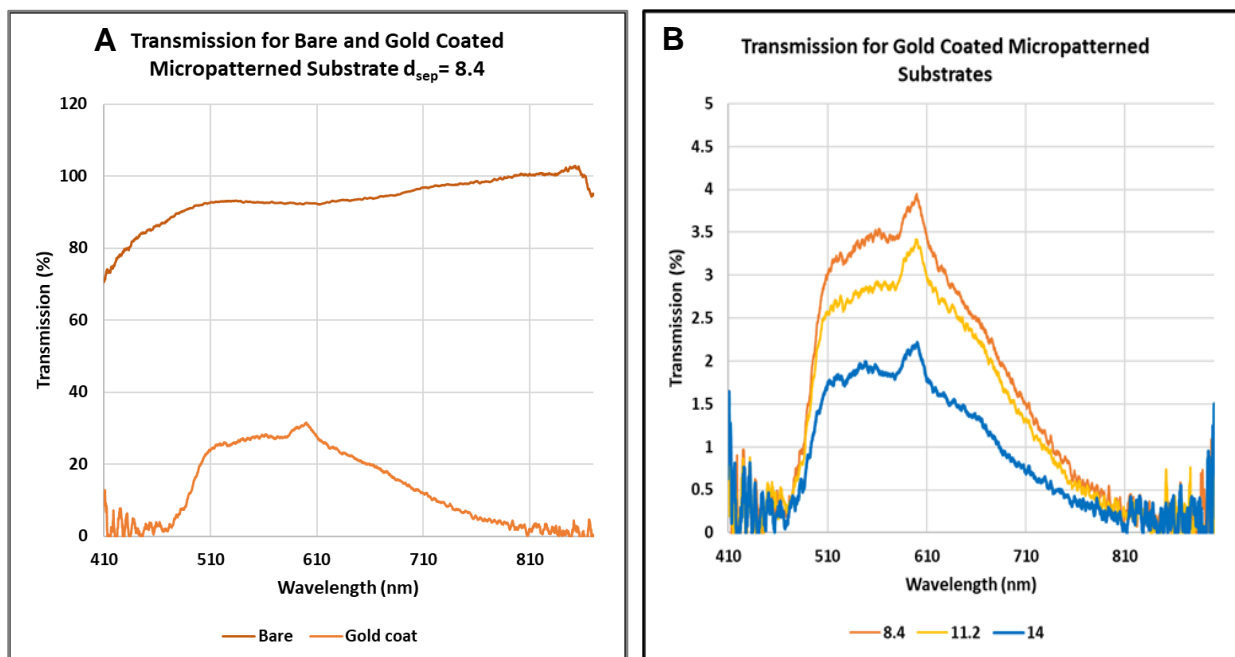 A
Transmission for Bare and Gold Coated
Micropatterned Substrate dsep= 8.4
Transmission (%)
120
100
80
60
40
20
0
410
510
610
710
810
Wavelength (nm)
Bare
Gold coat
B
Transmission for Gold Coated Micropatterned
Substrates
Transmission (%)
5
4.5
4
3.5
3
2.5
2
1.5
1
0.5
0
410
510
610
710
810
Wavelength (nm)
8.4
11.2
14